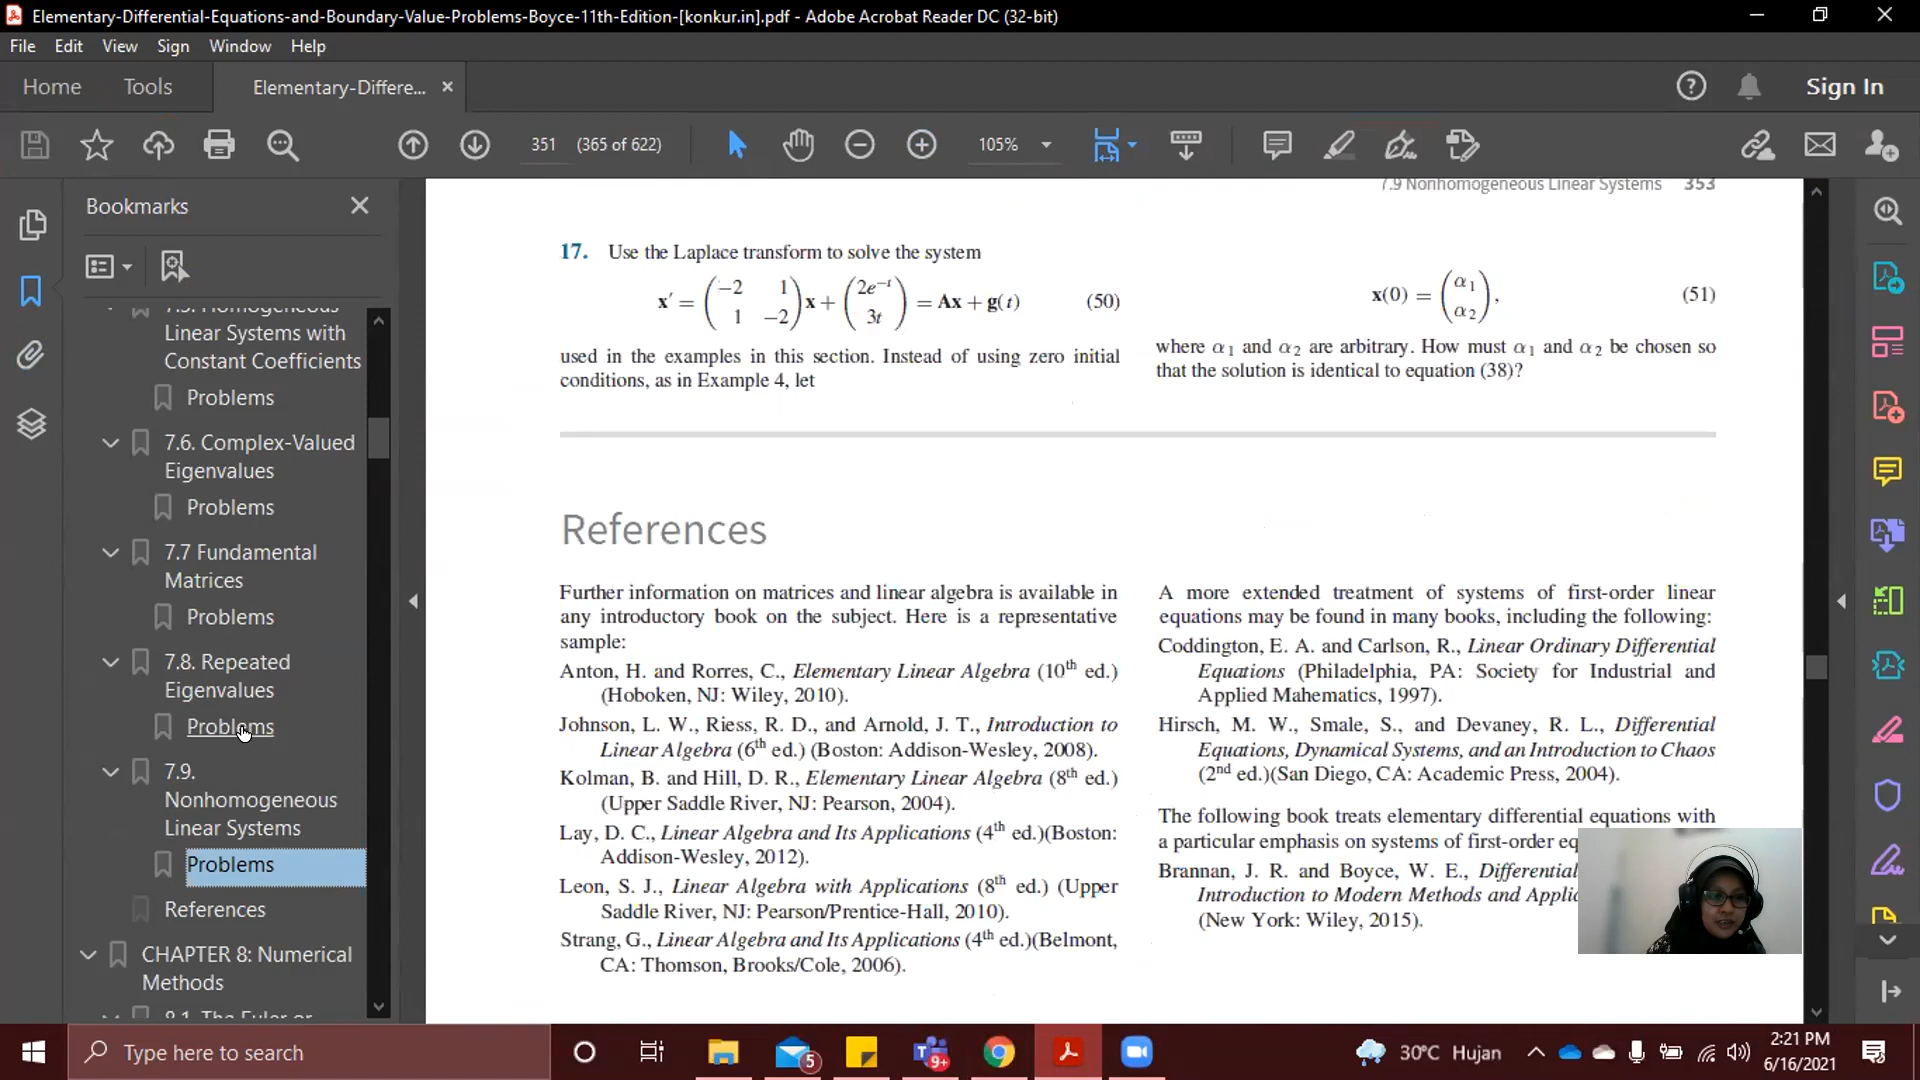 Elementary-Differential-Equations-and-Boundary-Value-Problems-Boyce-11th-Edition-[konkur.in].pdf - Adobe Acrobat Reader DC (32-bit)
File Edit View Sign Window Help
Home Tools Elementary-Differe... × Sign In
351 (365 of 622) 105%
Bookmarks
7.5. Homogeneous
Linear Systems with
Constant Coefficients
Problems
7.6. Complex-Valued
Eigenvalues
Problems
7.7 Fundamental
Matrices
Problems
7.8. Repeated
Eigenvalues
Problems
7.9.
Nonhomogeneous
Linear Systems
Problems
References
CHAPTER 8: Numerical
Methods
8.1. The Euler or
7.9 Nonhomogeneous Linear Systems 353
17. Use the Laplace transform to solve the system
x′ = (−2 1
1 −2) x + (2e^{−t}
3t) = Ax + g(t) (50)
used in the examples in this section. Instead of using zero initial
conditions, as in Example 4, let
x(0) = (α1
α2), (51)
where α1 and α2 are arbitrary. How must α1 and α2 be chosen so
that the solution is identical to equation (38)?
References
Further information on matrices and linear algebra is available in
any introductory book on the subject. Here is a representative
sample:
Anton, H. and Rorres, C., Elementary Linear Algebra (10th ed.)
(Hoboken, NJ: Wiley, 2010).
Johnson, L. W., Riess, R. D., and Arnold, J. T., Introduction to
Linear Algebra (6th ed.) (Boston: Addison-Wesley, 2008).
Kolman, B. and Hill, D. R., Elementary Linear Algebra (8th ed.)
(Upper Saddle River, NJ: Pearson, 2004).
Lay, D. C., Linear Algebra and Its Applications (4th ed.)(Boston:
Addison-Wesley, 2012).
Leon, S. J., Linear Algebra with Applications (8th ed.) (Upper
Saddle River, NJ: Pearson/Prentice-Hall, 2010).
Strang, G., Linear Algebra and Its Applications (4th ed.)(Belmont,
CA: Thomson, Brooks/Cole, 2006).
A more extended treatment of systems of first-order linear
equations may be found in many books, including the following:
Coddington, E. A. and Carlson, R., Linear Ordinary Differential
Equations (Philadelphia, PA: Society for Industrial and
Applied Mahematics, 1997).
Hirsch, M. W., Smale, S., and Devaney, R. L., Differential
Equations, Dynamical Systems, and an Introduction to Chaos
(2nd ed.)(San Diego, CA: Academic Press, 2004).
The following book treats elementary differential equations with
a particular emphasis on systems of first-order eq
Brannan, J. R. and Boyce, W. E., Differential
Introduction to Modern Methods and Applic
(New York: Wiley, 2015).
Type here to search
5
9+
30°C Hujan
2:21 PM
6/16/2021